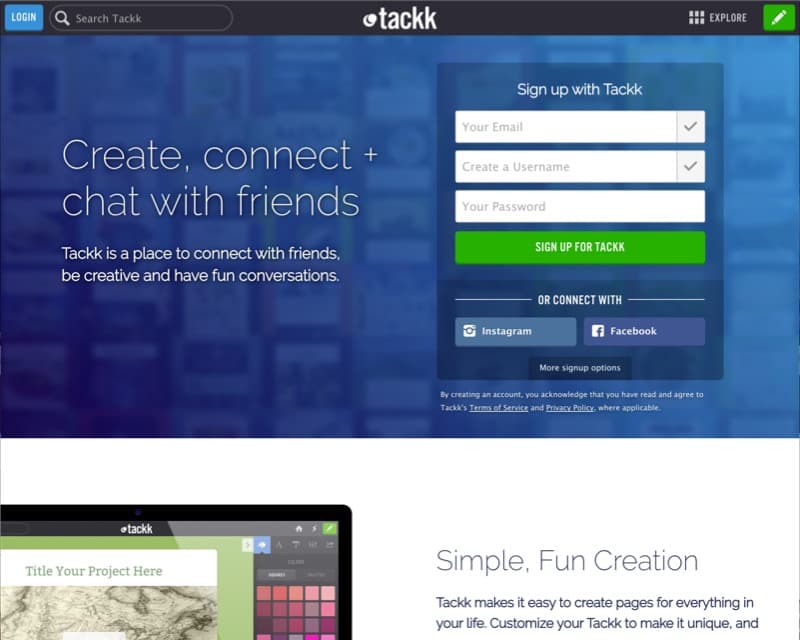 LOGIN
Search Tackk
tackk
EXPLORE
Create, connect +
chat with friends
Tackk is a place to connect with friends,
be creative and have fun conversations.
Sign up with Tackk
Your Email
Create a Username
Your Password
SIGN UP FOR TACKK
OR CONNECT WITH
Instagram
Facebook
More signup options
By creating an account, you acknowledge that you have read and agree to
Tackk's Terms of Service and Privacy Policy, where applicable.
tackk
Title Your Project Here
COLORS
Simple, Fun Creation
Tackk makes it easy to create pages for everything in
your life. Customize your Tackk to make it unique, and